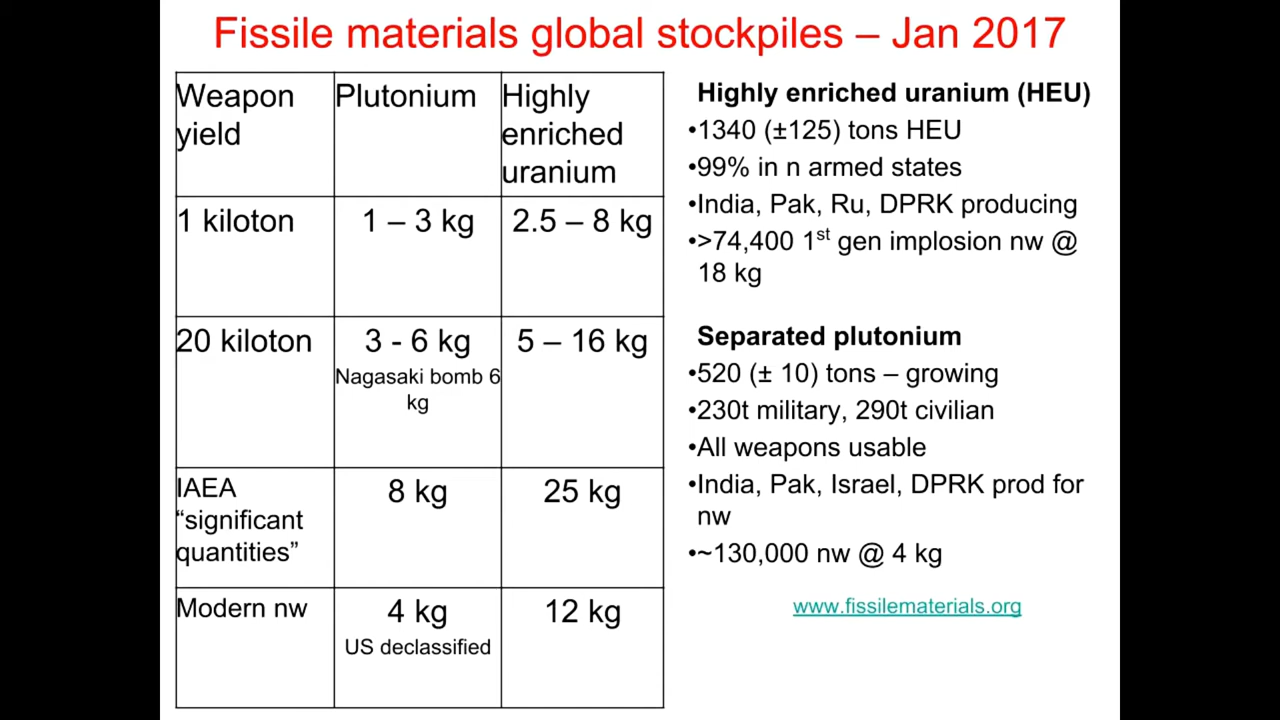 Fissile materials global stockpiles – Jan 2017
Weapon
yield
Plutonium
Highly
enriched
uranium
1 kiloton
1 – 3 kg
2.5 – 8 kg
20 kiloton
3 - 6 kg
Nagasaki bomb 6
kg
5 – 16 kg
IAEA
“significant
quantities”
8 kg
25 kg
Modern nw
4 kg
US declassified
12 kg
Highly enriched uranium (HEU)
•1340 (±125) tons HEU
•99% in n armed states
•India, Pak, Ru, DPRK producing
•>74,400 1st gen implosion nw @
18 kg
Separated plutonium
•520 (± 10) tons – growing
•230t military, 290t civilian
•All weapons usable
•India, Pak, Israel, DPRK prod for
nw
•~130,000 nw @ 4 kg
www.fissilematerials.org